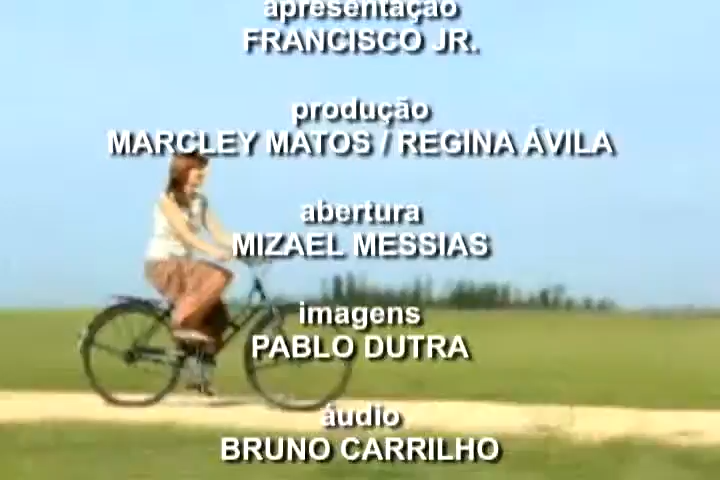 apresentação
FRANCISCO JR.
produção
MARCLEY MATOS / REGINA ÁVILA
abertura
MIZAEL MESSIAS
imagens
PABLO DUTRA
áudio
BRUNO CARRILHO